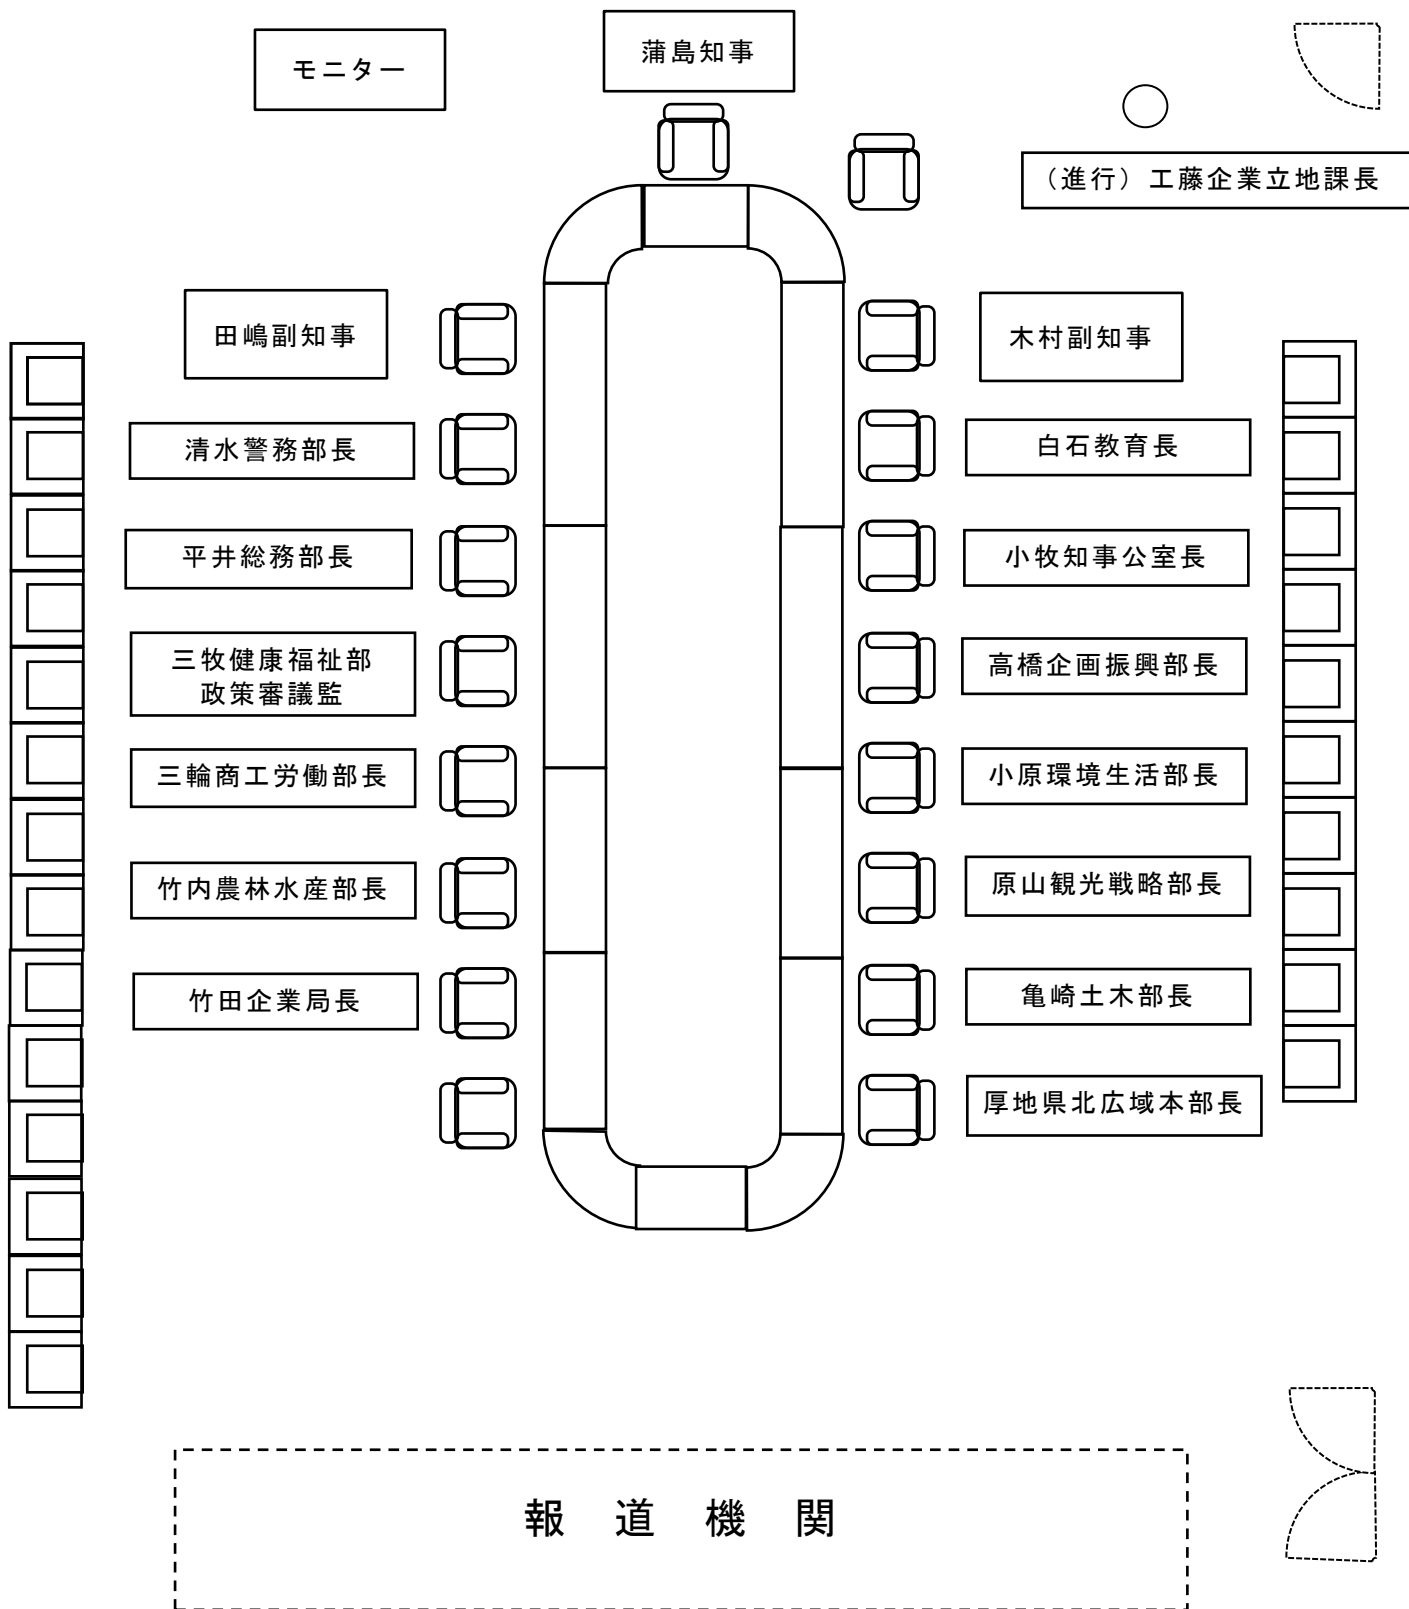 モニター
蒲島知事
(進行)工藤企業立地課長
田嶋副知事
木村副知事
清水警務部長
白石教育長
平井総務部長
小牧知事公室長
三牧健康福祉部
政策審議監
高橋企画振興部長
三輪商工労働部長
小原環境生活部長
竹内農林水産部長
原山観光戦略部長
竹田企業局長
亀崎土木部長
厚地県北広域本部長
報 道 機 関